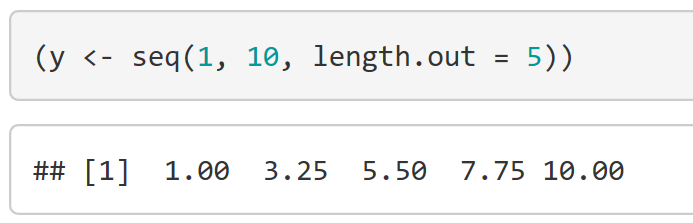 (y <- seq(1, 10, length.out = 5))
## [1]  1.00  3.25  5.50  7.75 10.00